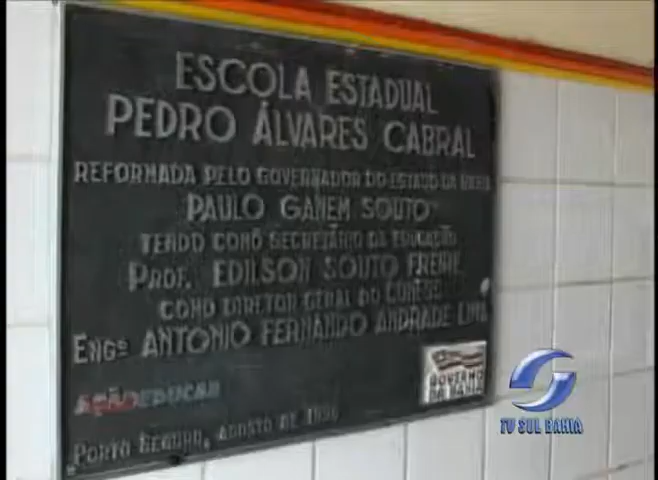 ESCOLA ESTADUAL
PEDRO ÁLVARES CABRAL
REFORMADA PELO GOVERNADOR DO ESTADO DA BAHIA
PAULO GANEM SOUTO
TENDO COMO SECRETÁRIO DA EDUCAÇÃO
PROF. EDILSON SOUTO FREIRE
COMO DIRETOR GERAL DO
ENGº ANTONIO FERNANDO ANDRADE LIMA
AÇÃO EDUCAR
GOVERNO
DA BAHIA
PORTO SEGURO, AGOSTO DE
TV SUL BAHIA